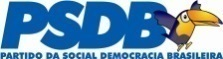 PSDB
PARTIDO DA SOCIAL DEMOCRACIA BRASILEIRA